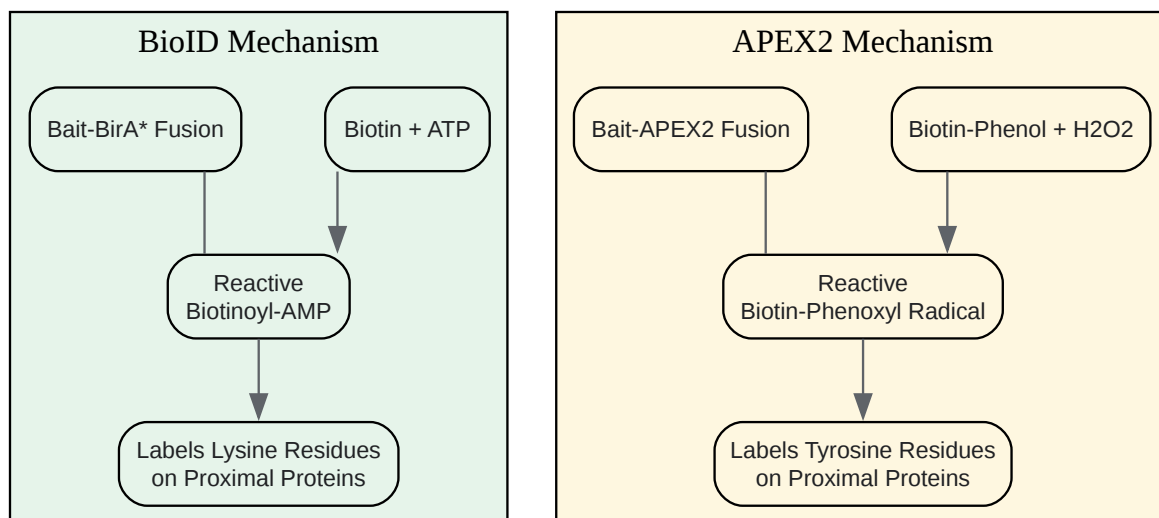 BioID Mechanism
Bait-BirA* Fusion
Biotin + ATP
Reactive
Biotinoyl-AMP
Labels Lysine Residues
on Proximal Proteins
APEX2 Mechanism
Bait-APEX2 Fusion
Biotin-Phenol + H2O2
Reactive
Biotin-Phenoxyl Radical
Labels Tyrosine Residues
on Proximal Proteins